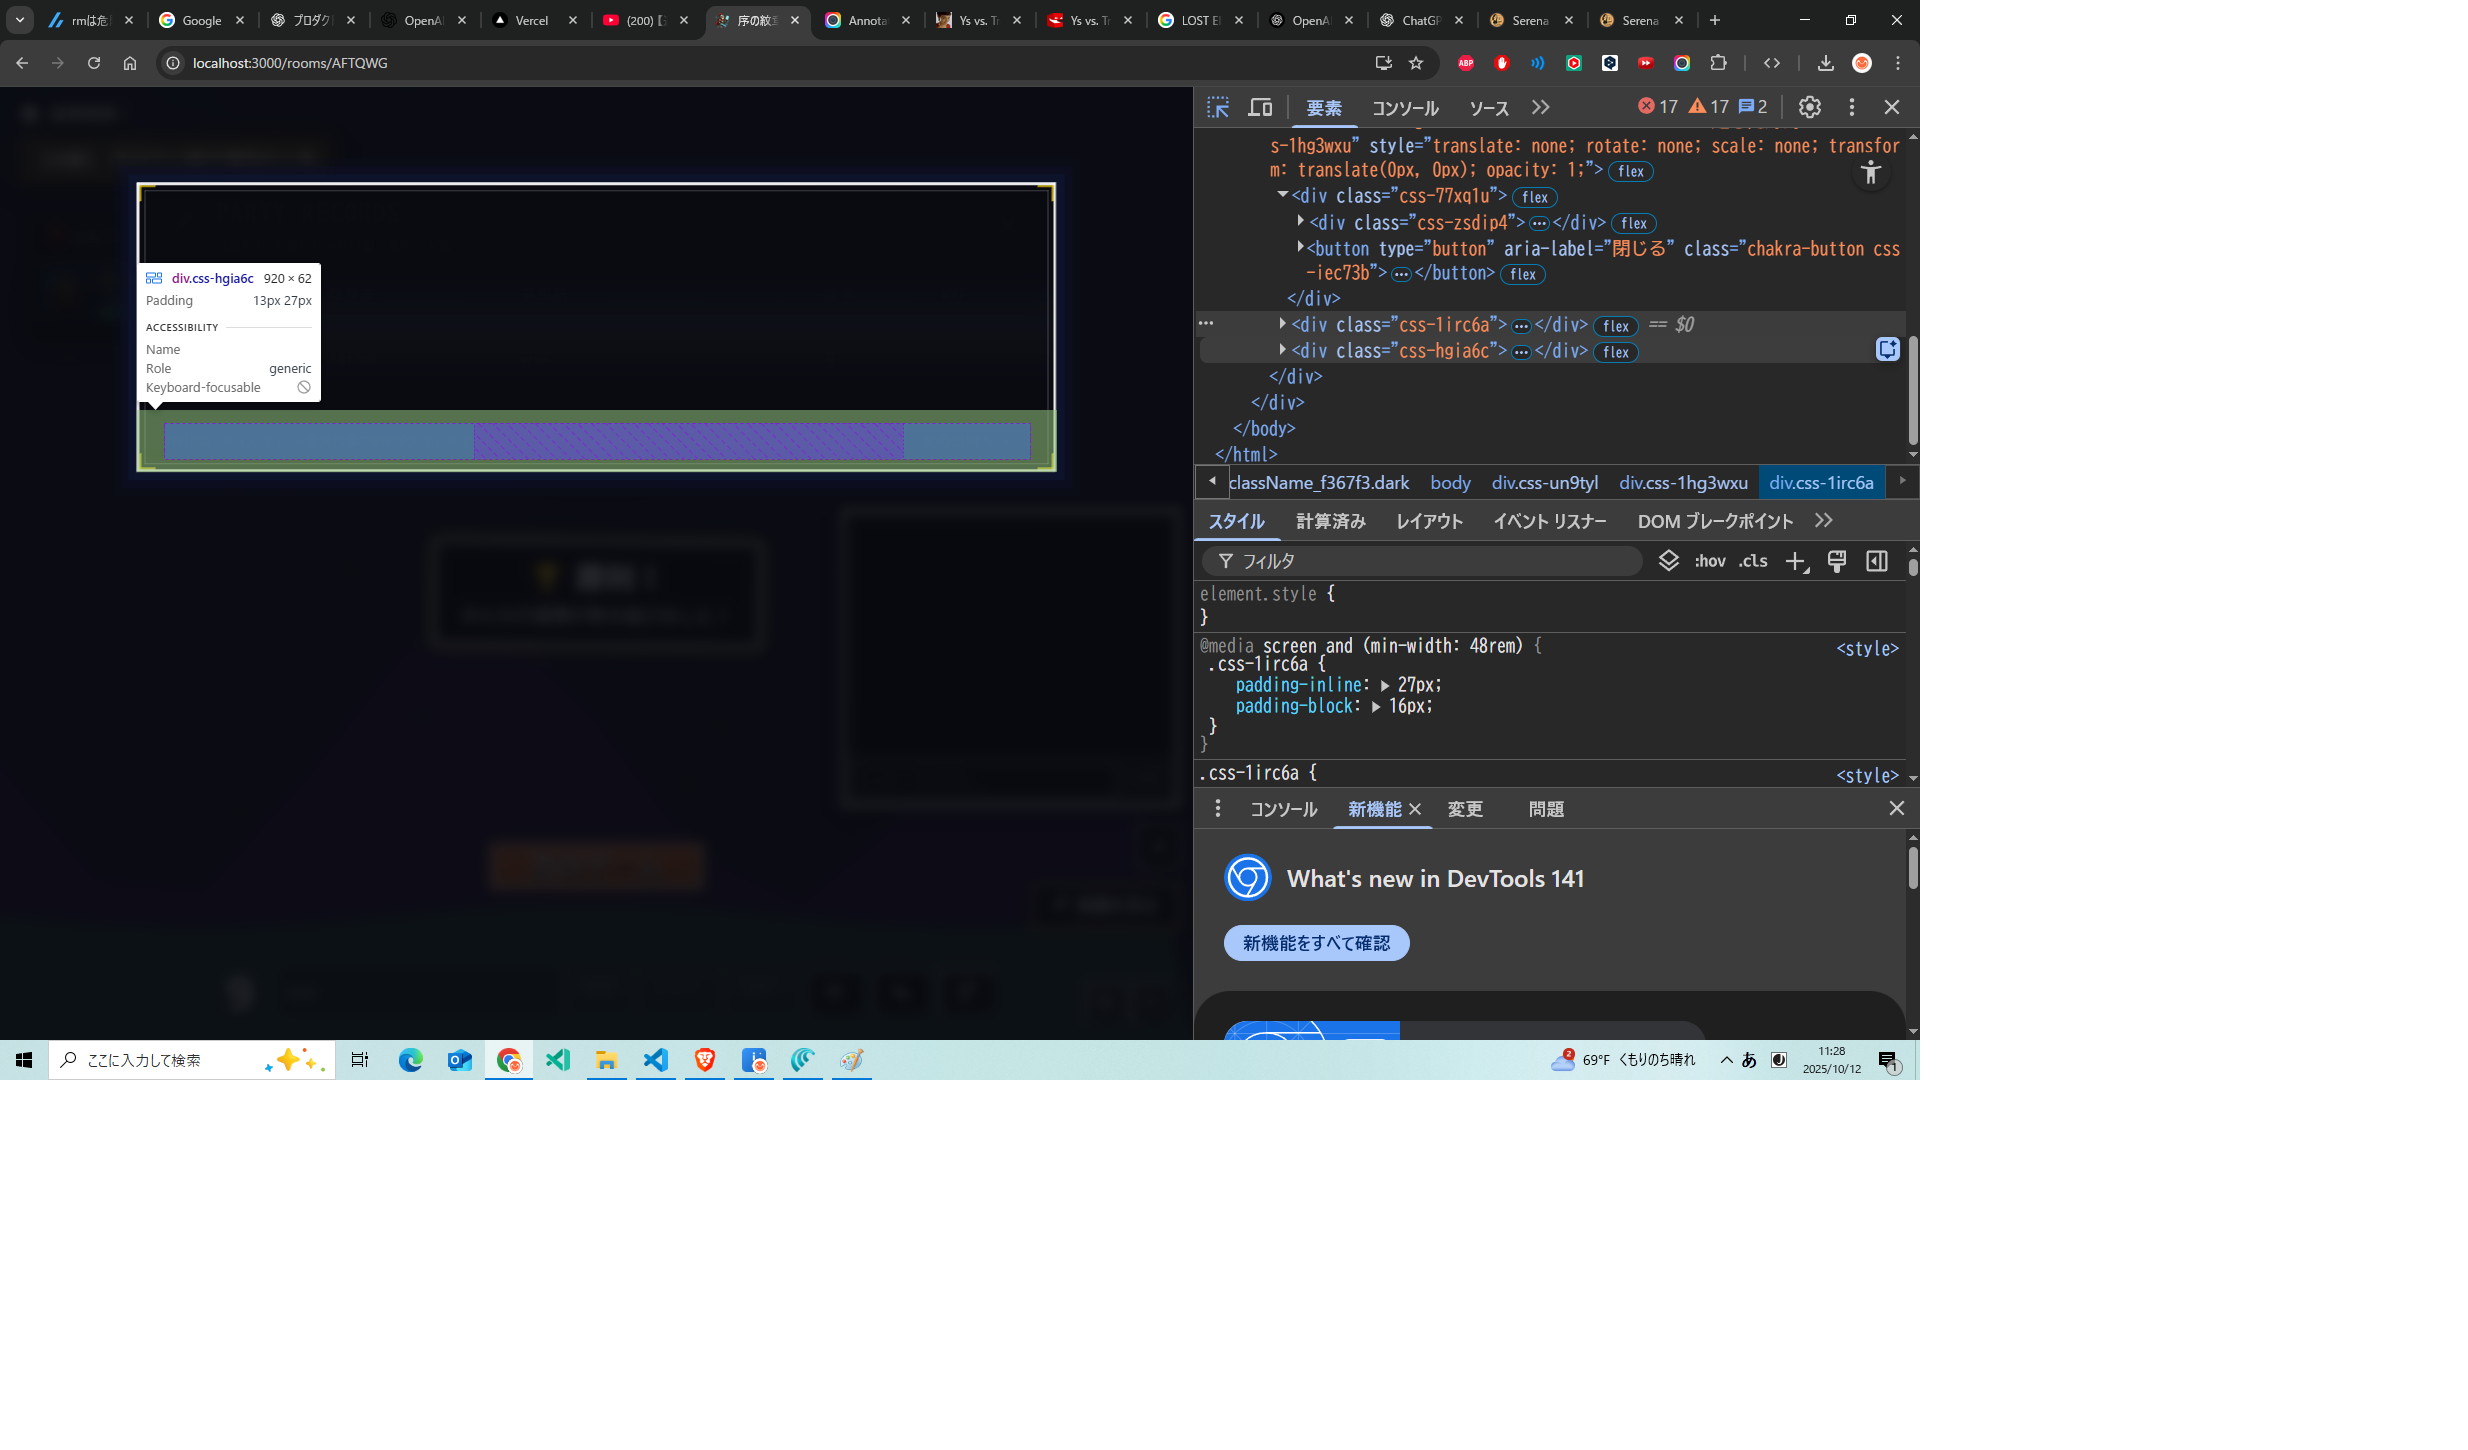 rmはた
Google
プロダク
OpenAI
Vercel
(200)
序の紋
Annota
Ys vs. Tr
Ys vs. Tr
LOST E
OpenAI
ChatGP
Serena
Serena
localhost:3000/rooms/AFTQWG
ABP
要素
コンソール
ソース
17
17
2
s-1hg3wxu" style="translate: none; rotate: none; scale: none; transfor
m: translate(0px, 0px); opacity: 1;"> flex
<div class="css-77xq1u"> flex
<div class="css-zsdip4"> ⋯ </div> flex
<button type="button" aria-label="閉じる" class="chakra-button css
-iec73b"> ⋯ </button> flex
</div>
⋯ <div class="css-1irc6a"> ⋯ </div> flex == $0
<div class="css-hgia6c"> ⋯ </div> flex
</div>
</div>
</body>
</html>
className_f367f3.dark body div.css-un9tyl div.css-1hg3wxu div.css-1irc6a
div.css-hgia6c 920 × 62
Padding 13px 27px
ACCESSIBILITY
Name
Role generic
Keyboard-focusable
スタイル 計算済み レイアウト イベント リスナー DOM ブレークポイント
フィルタ :hov .cls
element.style {
}
@media screen and (min-width: 48rem) { <style>
.css-1irc6a {
padding-inline: 27px;
padding-block: 16px;
}
}
.css-1irc6a { <style>
コンソール 新機能 変更 問題
What's new in DevTools 141
新機能をすべて確認
ここに入力して検索
2
69°F くもりのち晴れ
あ
11:28
2025/10/12
1